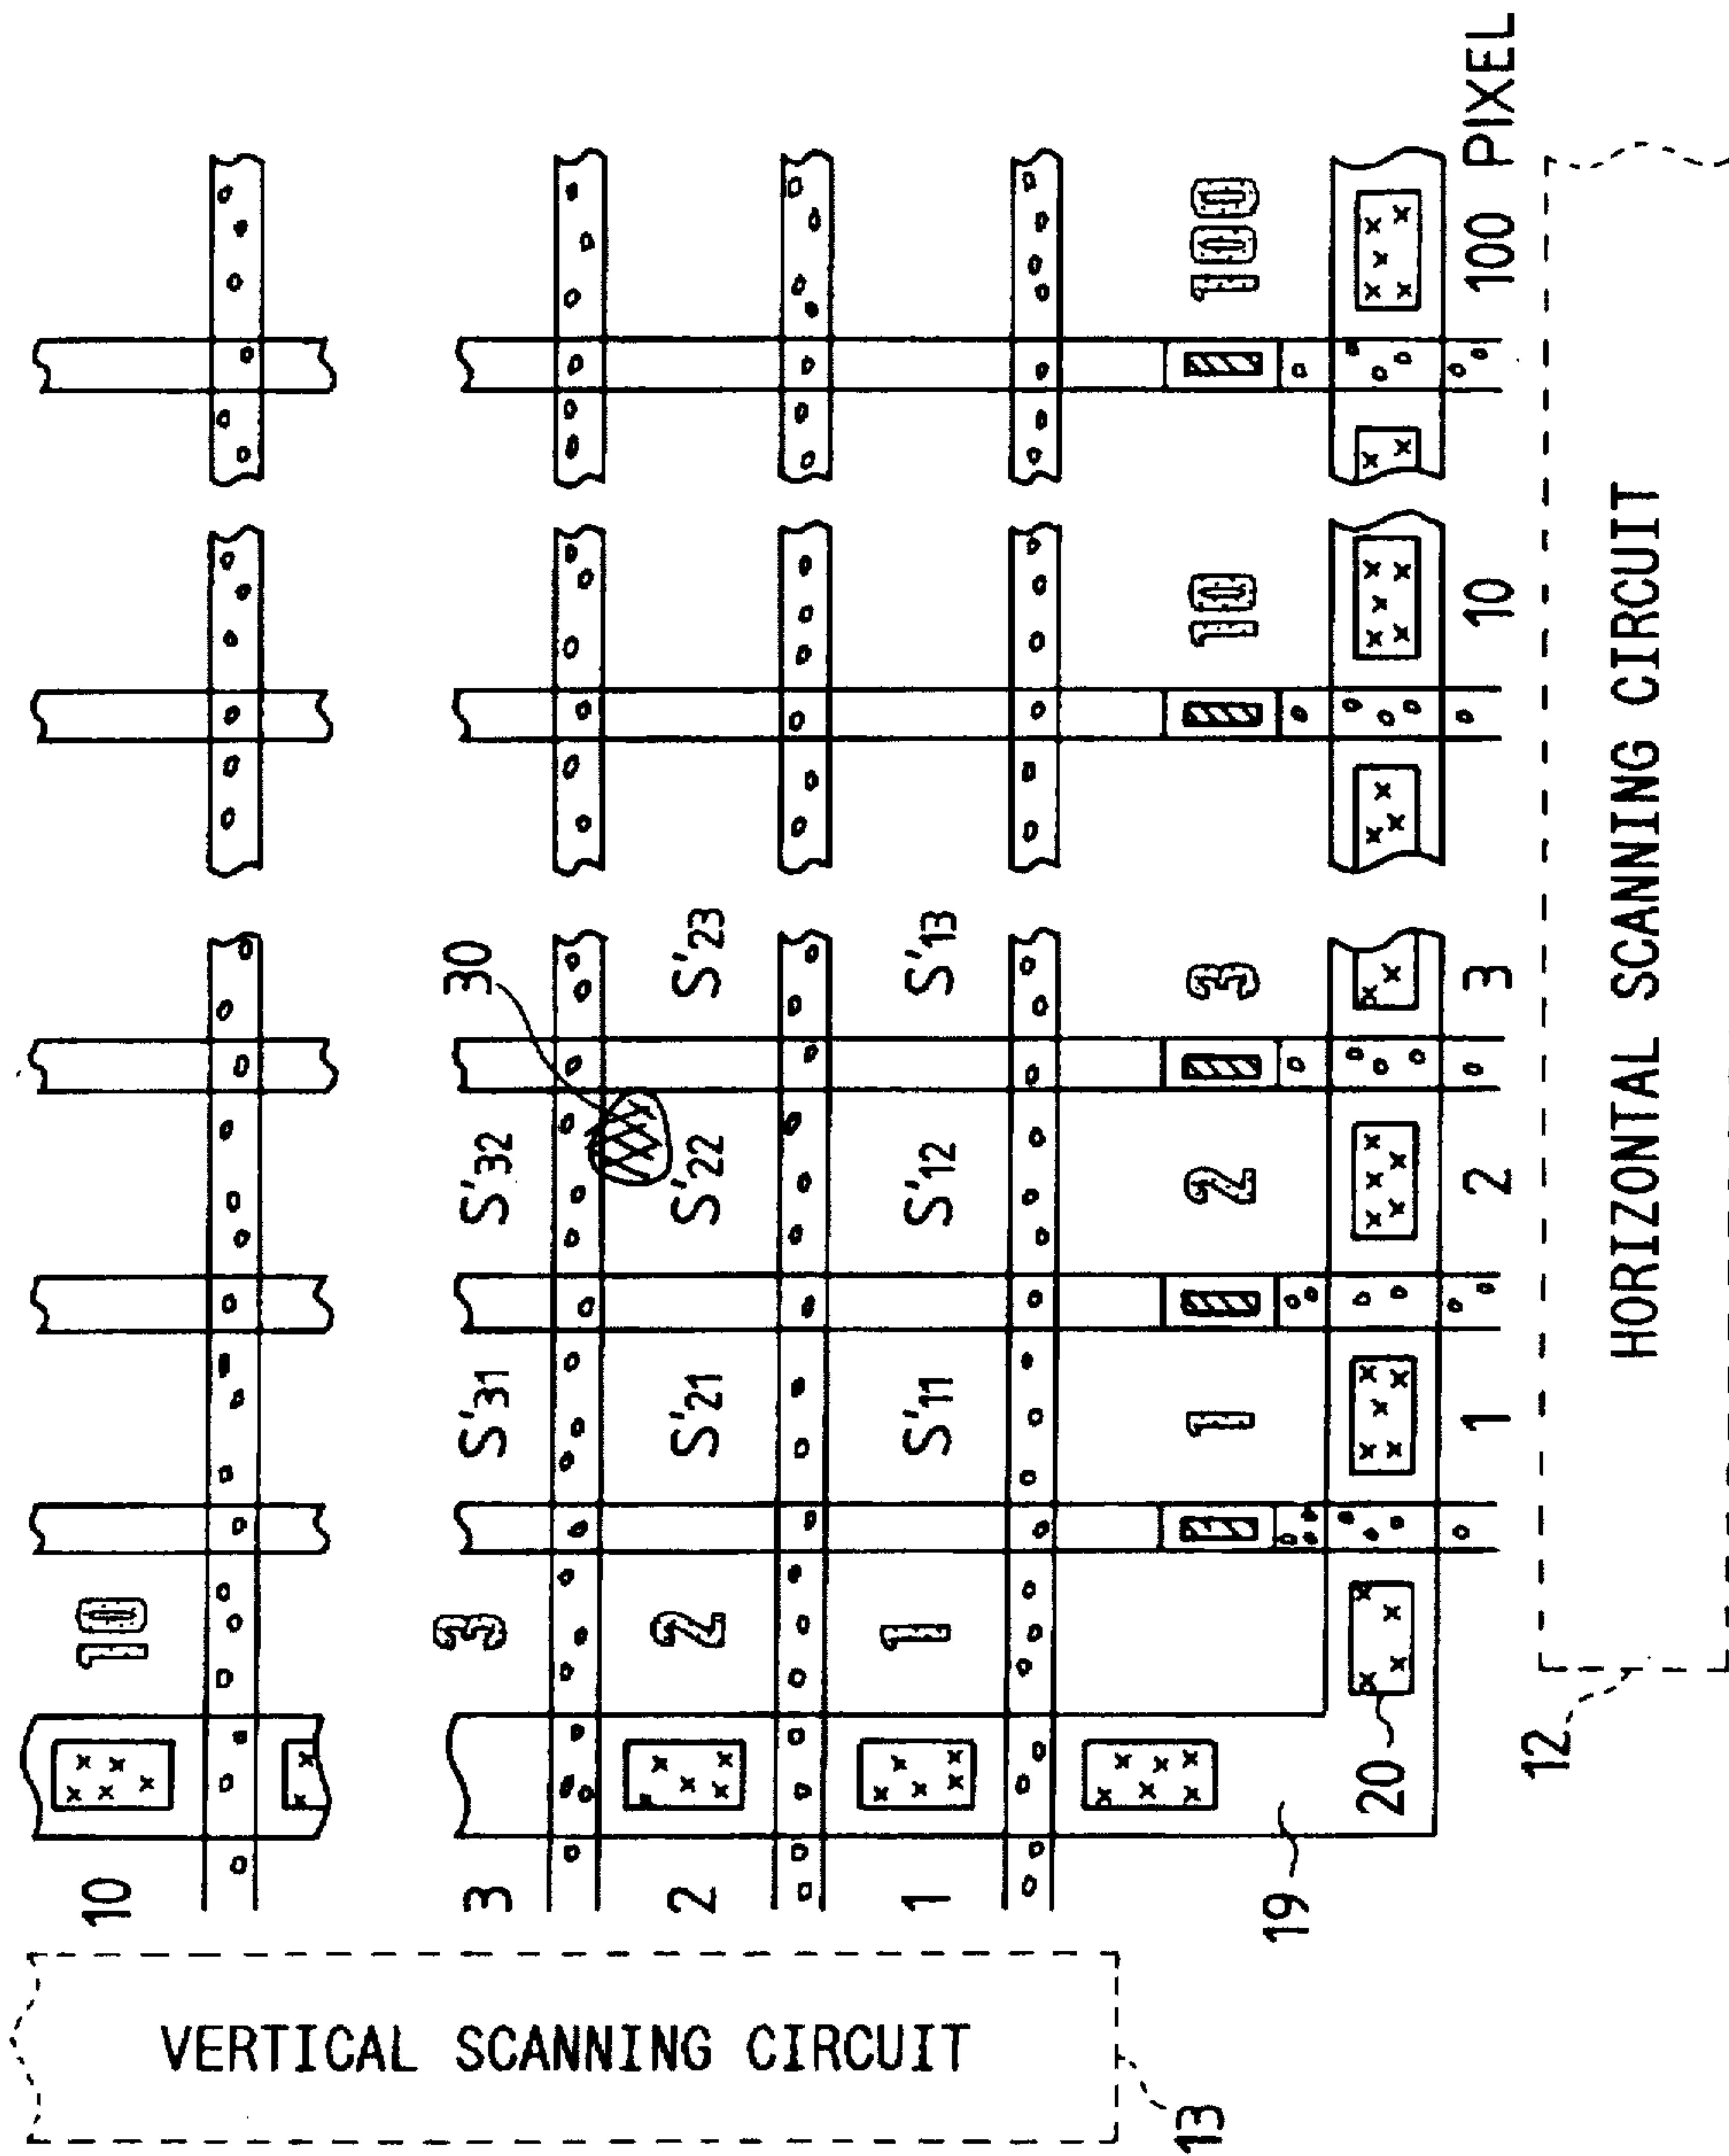 10
10
30
3
3
S'31
S'32
2
2
S'21
S'22
S'23
1
1
S'11
S'12
S'13
1
2
3
10
100
19
20
1
2
3
10
100 PIXEL
VERTICAL SCANNING CIRCUIT
13
12
HORIZONTAL SCANNING CIRCUIT